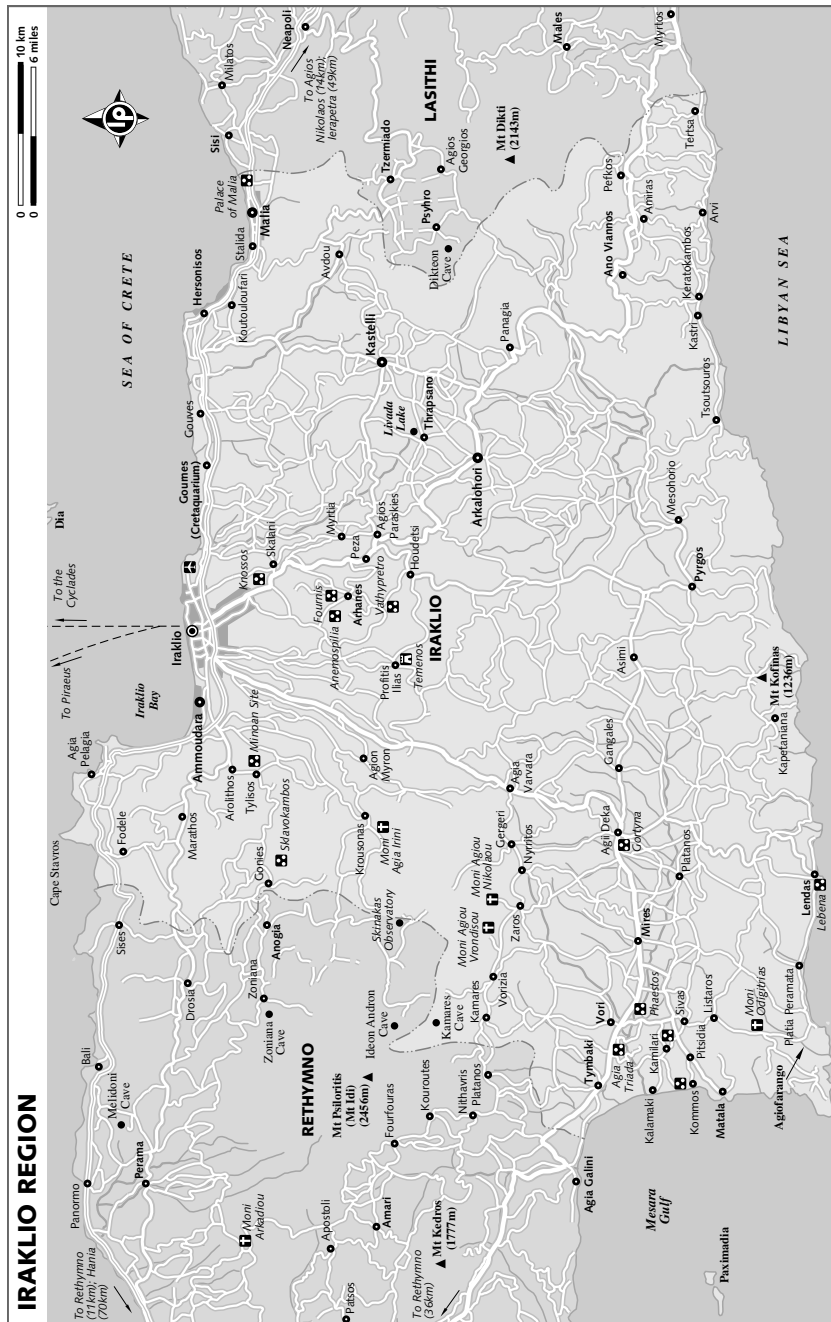 IRAKLIO REGION
0
10 km
0
6 miles
To Rethymno
(11km); Hania
(70km)
Panormo
Bali
Melidoni
Cave
Perama
Sises
Cape Stavros
Fodele
Agia
Pelagia
To Piraeus
To the
Cyclades
Dia
SEA OF CRETE
Iraklio
Bay
Iraklio
Marathos
Ammoudara
Drosia
Moni
Arkadiou
Zoniana
Zoniana
Cave
Anogia
Gonies
Sklavokambos
Arolithos
Tylisos
Minoan Site
Knossos
Skalani
Gournes
(Cretaquarium)
Gouves
Hersonisos
Koutouloufari
Stalida
Malia
Palace
of Malia
Sisi
Milatos
Neapoli
To Agios
Nikolaos (14km);
Ierapetra (49km)
RETHYMNO
Apostoli
Patsos
Amari
Mt Psiloritis
(Mt Idi)
(2456m)
Fourfouras
Kouroutes
Ideon Andron
Cave
Skinakas
Observatory
Krousonas
Moni
Agia Irini
Agion
Myron
Anemospilia
Fournis
Arhanes
Vathypetro
Myrtia
Peza
Agios
Paraskies
Houdetsi
Profitis
Ilias
Temenos
IRAKLIO
Livada
Lake
Thrapsano
Kastelli
Avdou
Tzermiado
Psyhro
Dikteon
Cave
Agios
Georgios
LASITHI
Mt Dikti
(2143m)
Males
Mt Kedros
(1777m)
To Rethymno
(36km)
Nithavris
Platanos
Kamares
Kamares
Cave
Vorizia
Moni Agiou
Vrondisou
Moni Agiou
Nikolaou
Zaros
Nyvritos
Gergeri
Agia
Varvara
Arkalohori
Panagia
Agia Galini
Tymbaki
Vori
Agia
Triada
Phaestos
Mires
Agii Deka
Gortyna
Gangales
Asimi
Pyrgos
Mesohorio
Ano Viannos
Pefkos
Amiras
Myrtos
Mesara
Gulf
Paximadia
Kalamaki
Kamilari
Kommos
Pitsidia
Sivas
Matala
Listaros
Moni
Odigitrias
Platanos
Platia Peramata
Agiofarango
Lendas
Lebena
Kapetaniana
Mt Kofinas
(1236m)
Tsoutsouros
Kastri
Keratokambos
Arvi
Tertsa
LIBYAN SEA